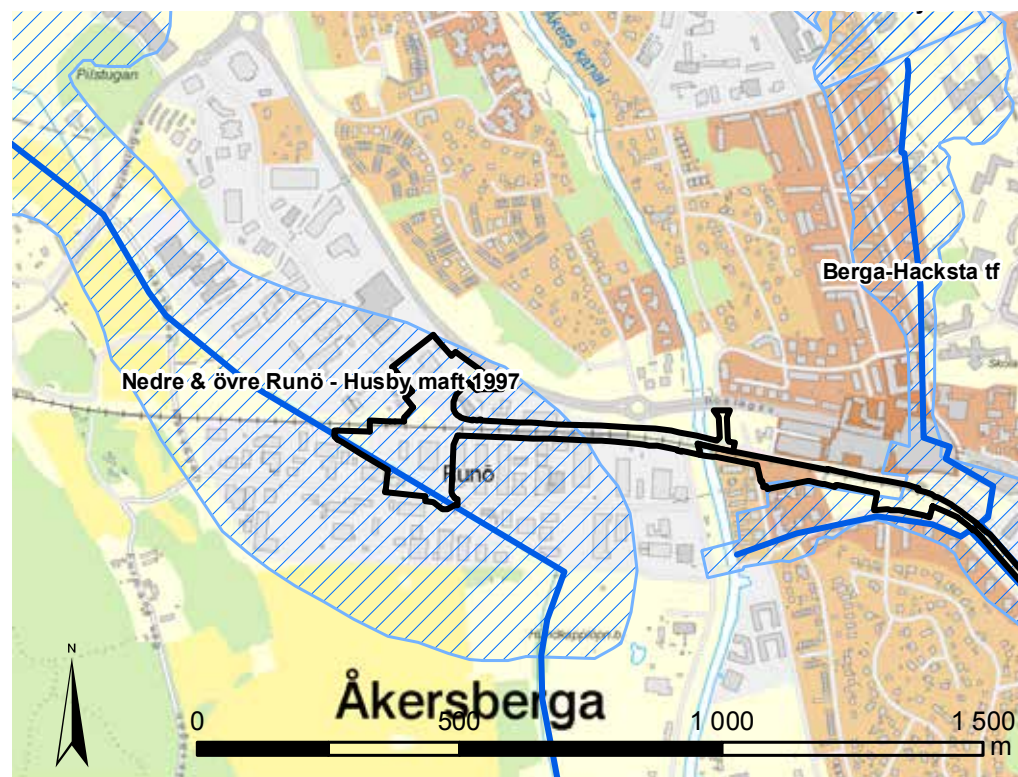 Pilstugan
Åkers kanal
Berga-Hacksta tf
Nedre & övre Runö - Husby maft 1997
Runö
Åkersberga
N
0
500
1 000
1 500
m